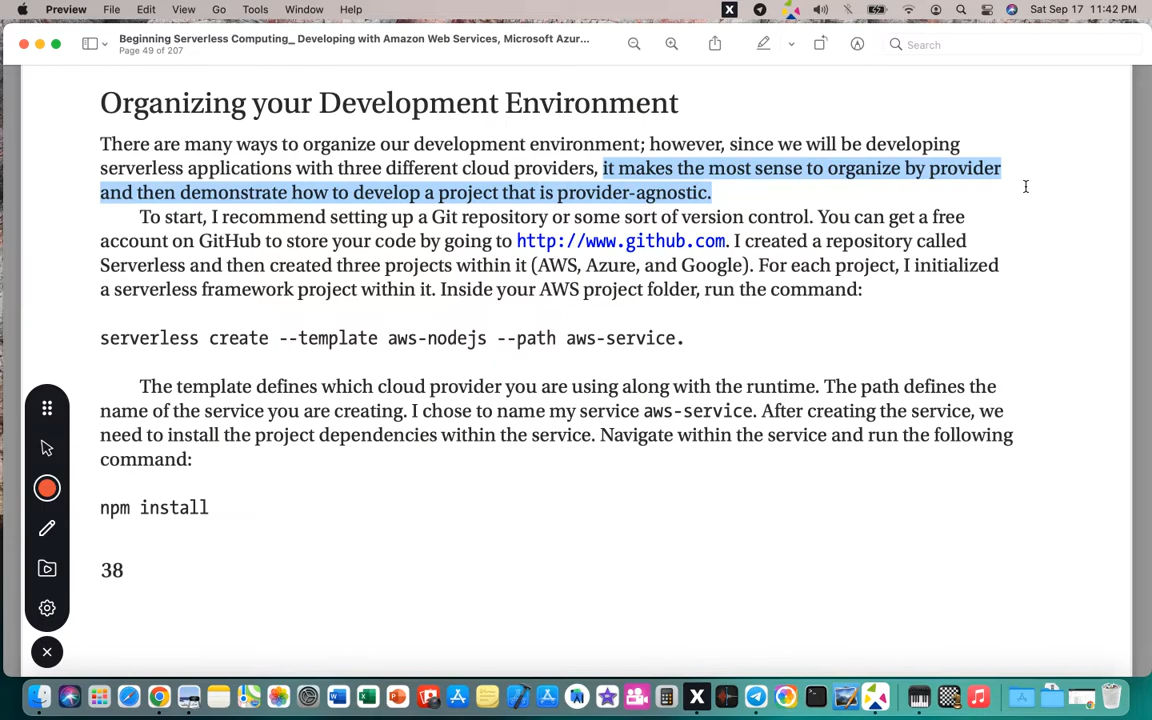 Preview File Edit View Go Tools Window Help Sat Sep 17 11:42 PM
Beginning Serverless Computing_ Developing with Amazon Web Services, Microsoft Azur...
Page 49 of 207
Search
Organizing your Development Environment
There are many ways to organize our development environment; however, since we will be developing
serverless applications with three different cloud providers, it makes the most sense to organize by provider
and then demonstrate how to develop a project that is provider-agnostic.
To start, I recommend setting up a Git repository or some sort of version control. You can get a free
account on GitHub to store your code by going to http://www.github.com. I created a repository called
Serverless and then created three projects within it (AWS, Azure, and Google). For each project, I initialized
a serverless framework project within it. Inside your AWS project folder, run the command:
serverless create --template aws-nodejs --path aws-service.
The template defines which cloud provider you are using along with the runtime. The path defines the
name of the service you are creating. I chose to name my service aws-service. After creating the service, we
need to install the project dependencies within the service. Navigate within the service and run the following
command:
npm install
38